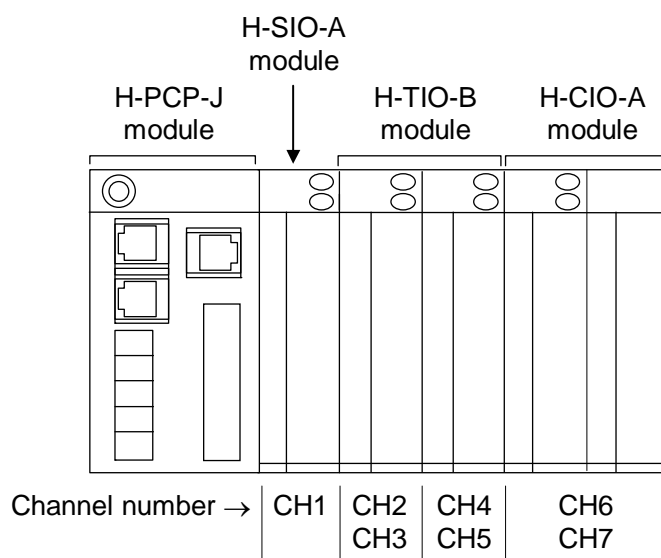 H-SIO-A
module
H-PCP-J
module
H-TIO-B
module
H-CIO-A
module
Channel number → CH1 CH2 CH4 CH6
CH3 CH5 CH7